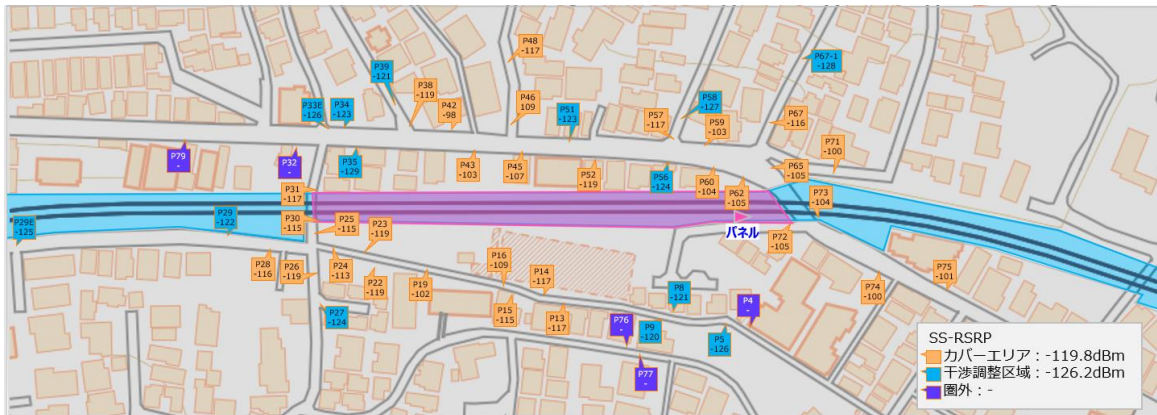 P48
-117
P67-1
-128
P39
-121
P38
-119
P42
-98
P46
109
P33E
-126
P34
-123
P51
-123
P57
-117
P58
-127
P59
-103
P67
-116
P79
-
P32
-
P35
-129
P43
-103
P45
-107
P52
-119
P56
-124
P60
-104
P62
-105
P65
-105
P71
-100
P31
-117
P73
-104
P29E
-125
P29
-122
P30
-115
P25
-115
P23
-119
パネル
P72
-105
P28
-116
P26
-119
P24
-113
P22
-119
P19
-102
P16
-109
P14
-117
P8
-121
P74
-100
P75
-101
P27
-124
P15
-115
P13
-117
P76
-
P9
-120
P4
-
P5
-126
P77
-
SS-RSRP
カバーエリア：-119.8dBm
干渉調整区域：-126.2dBm
圏外：-